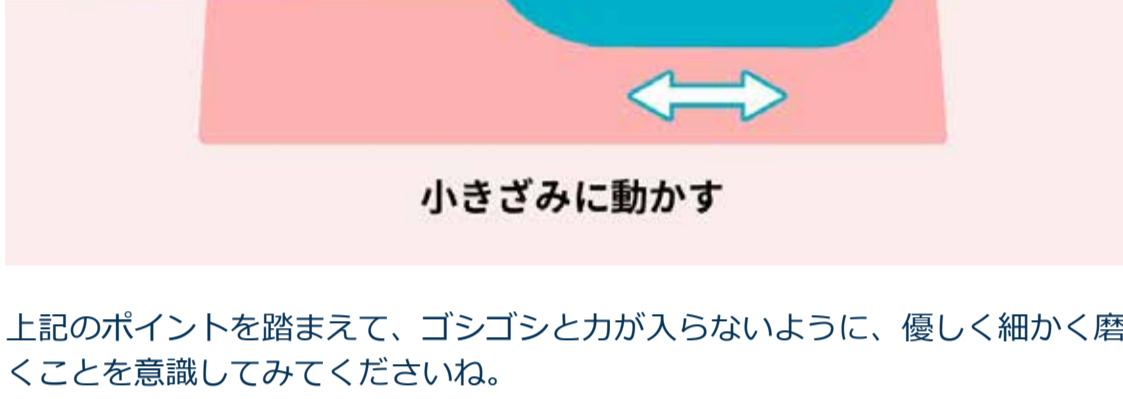 小きざみに動かす
上記のポイントを踏まえて、ゴシゴシと力が入らないように、優しく細かく磨
くことを意識してみてくださいね。